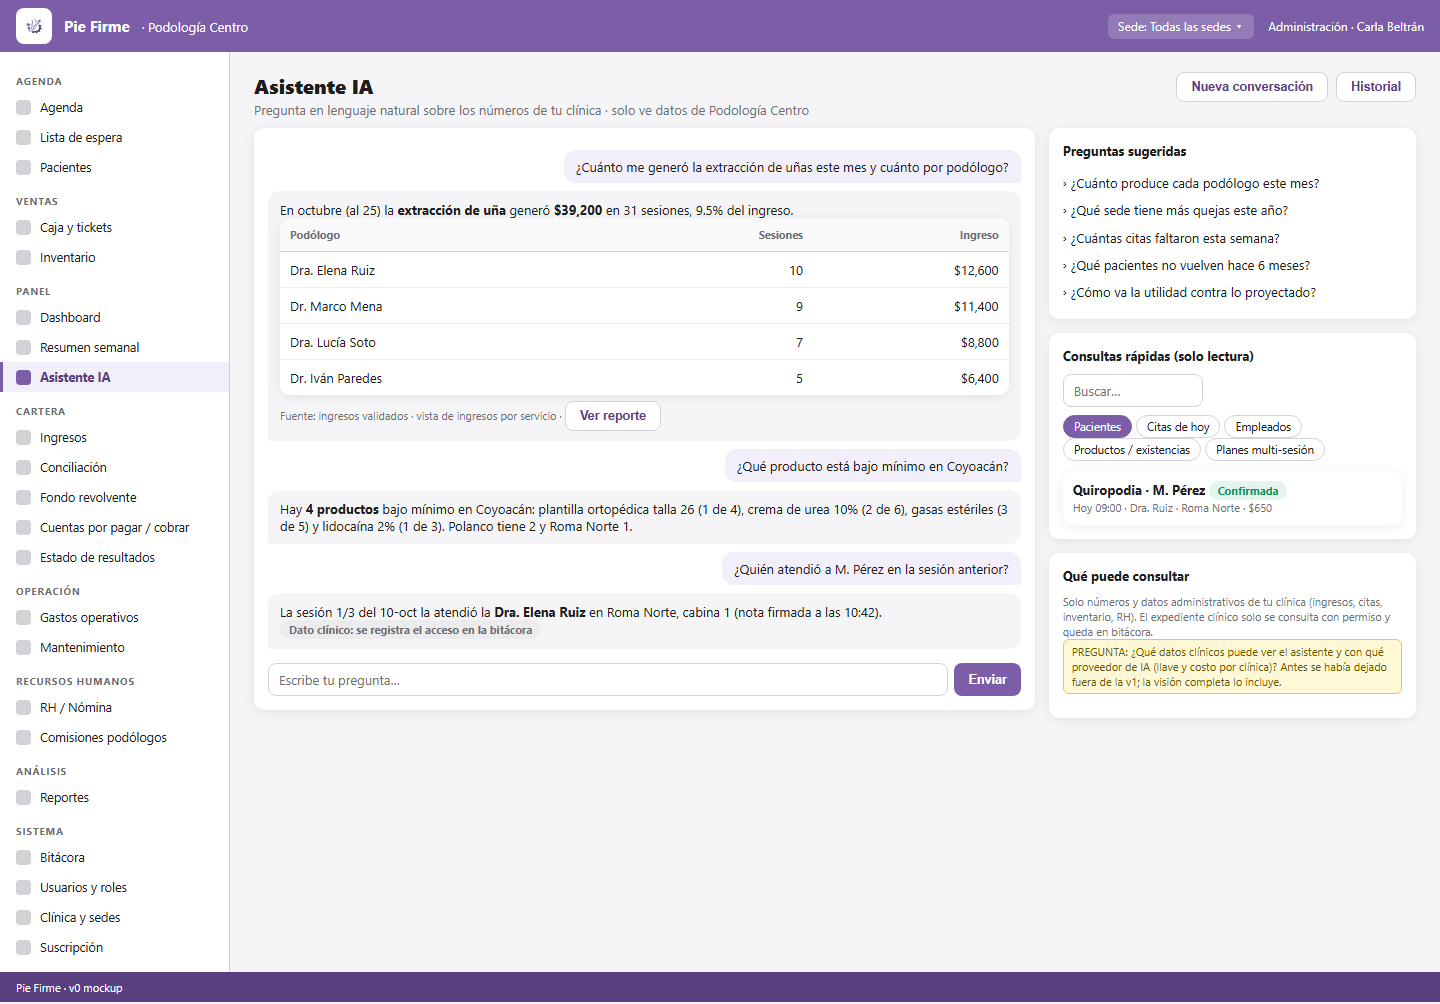 Pie Firme · Podología Centro
Sede: Todas las sedes ▾
Administración · Carla Beltrán
AGENDA
Agenda
Lista de espera
Pacientes
VENTAS
Caja y tickets
Inventario
PANEL
Dashboard
Resumen semanal
Asistente IA
CARTERA
Ingresos
Conciliación
Fondo revolvente
Cuentas por pagar / cobrar
Estado de resultados
OPERACIÓN
Gastos operativos
Mantenimiento
RECURSOS HUMANOS
RH / Nómina
Comisiones podólogos
ANÁLISIS
Reportes
SISTEMA
Bitácora
Usuarios y roles
Clínica y sedes
Suscripción
Asistente IA
Pregunta en lenguaje natural sobre los números de tu clínica · solo ve datos de Podología Centro
Nueva conversación
Historial
¿Cuánto me generó la extracción de uñas este mes y cuánto por podólogo?
En octubre (al 25) la extracción de uña generó $39,200 en 31 sesiones, 9.5% del ingreso.
Podólogo Sesiones Ingreso
Dra. Elena Ruiz 10 $12,600
Dr. Marco Mena 9 $11,400
Dra. Lucía Soto 7 $8,800
Dr. Iván Paredes 5 $6,400
Fuente: ingresos validados · vista de ingresos por servicio · Ver reporte
¿Qué producto está bajo mínimo en Coyoacán?
Hay 4 productos bajo mínimo en Coyoacán: plantilla ortopédica talla 26 (1 de 4), crema de urea 10% (2 de 6), gasas estériles (3
de 5) y lidocaína 2% (1 de 3). Polanco tiene 2 y Roma Norte 1.
¿Quién atendió a M. Pérez en la sesión anterior?
La sesión 1/3 del 10-oct la atendió la Dra. Elena Ruiz en Roma Norte, cabina 1 (nota firmada a las 10:42).
Dato clínico: se registra el acceso en la bitácora
Escribe tu pregunta...
Enviar
Preguntas sugeridas
› ¿Cuánto produce cada podólogo este mes?
› ¿Qué sede tiene más quejas este año?
› ¿Cuántas citas faltaron esta semana?
› ¿Qué pacientes no vuelven hace 6 meses?
› ¿Cómo va la utilidad contra lo proyectado?
Consultas rápidas (solo lectura)
Buscar...
Pacientes Citas de hoy Empleados
Productos / existencias Planes multi-sesión
Quiropodia · M. Pérez Confirmada
Hoy 09:00 · Dra. Ruiz · Roma Norte · $650
Qué puede consultar
Solo números y datos administrativos de tu clínica (ingresos, citas,
inventario, RH). El expediente clínico solo se consulta con permiso y
queda en bitácora.
PREGUNTA: ¿Qué datos clínicos puede ver el asistente y con qué
proveedor de IA (llave y costo por clínica)? Antes se había dejado
fuera de la v1; la visión completa lo incluye.
Pie Firme · v0 mockup